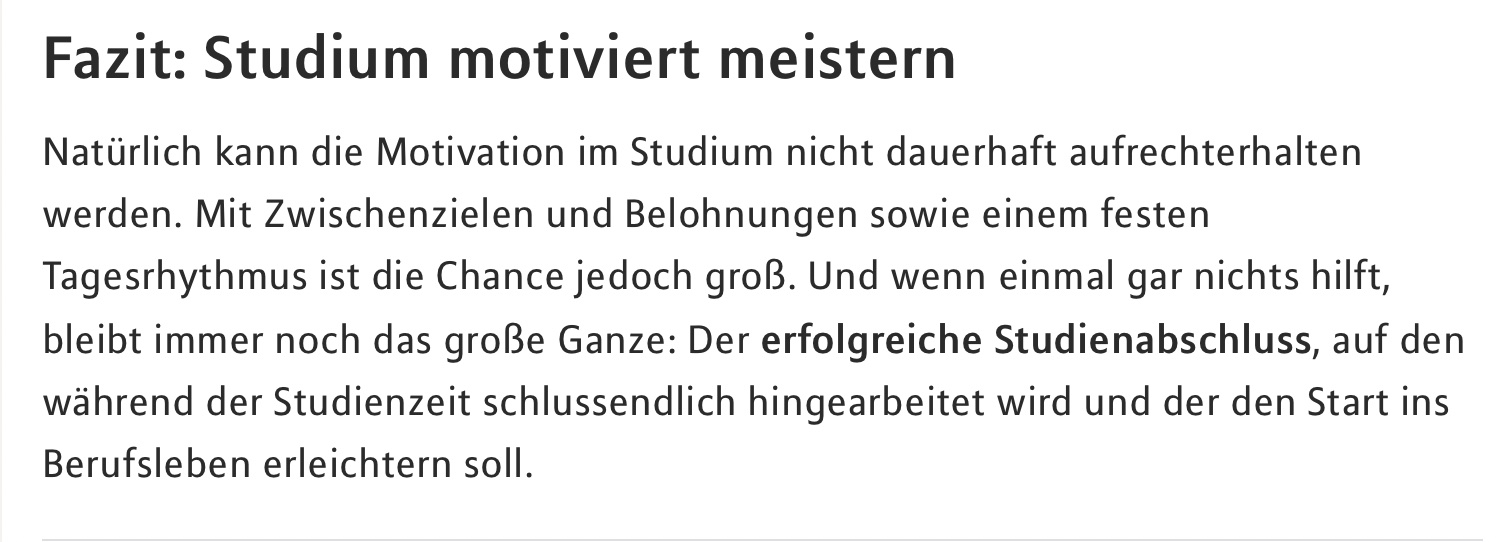 Fazit: Studium motiviert meistern
Natürlich kann die Motivation im Studium nicht dauerhaft aufrechterhalten
werden. Mit Zwischenzielen und Belohnungen sowie einem festen
Tagesrhythmus ist die Chance jedoch groß. Und wenn einmal gar nichts hilft,
bleibt immer noch das große Ganze: Der erfolgreiche Studienabschluss, auf den
während der Studienzeit schlussendlich hingearbeitet wird und der den Start ins
Berufsleben erleichtern soll.